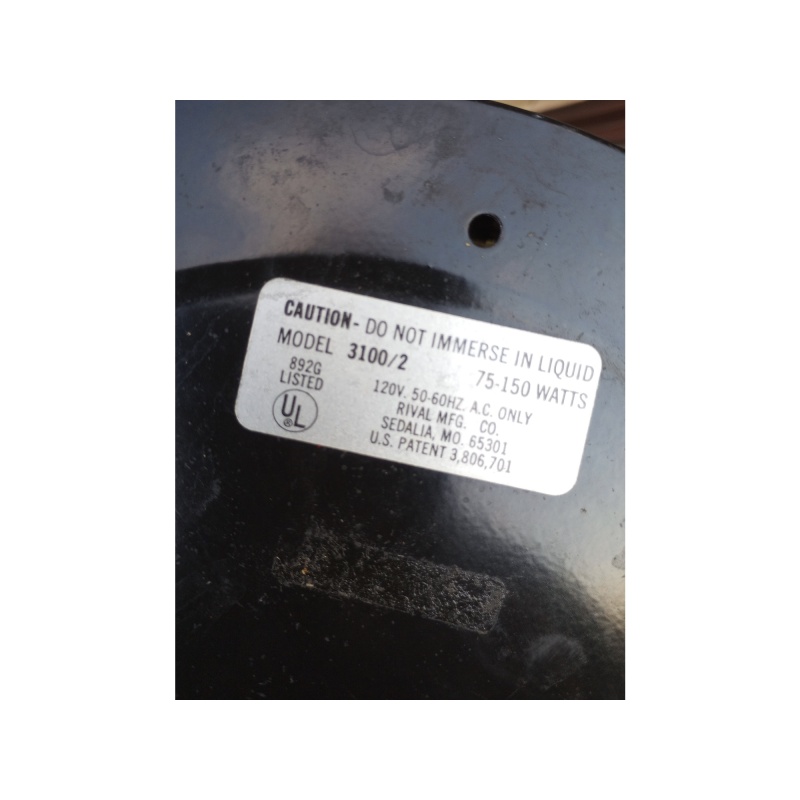 CAUTION- DO NOT IMMERSE IN LIQUID
MODEL 3100/2 75-150 WATTS
892G
LISTED
UL
®
120V. 50-60HZ. A.C. ONLY
RIVAL MFG. CO.
SEDALIA, MO. 65301
U.S. PATENT 3,806,701